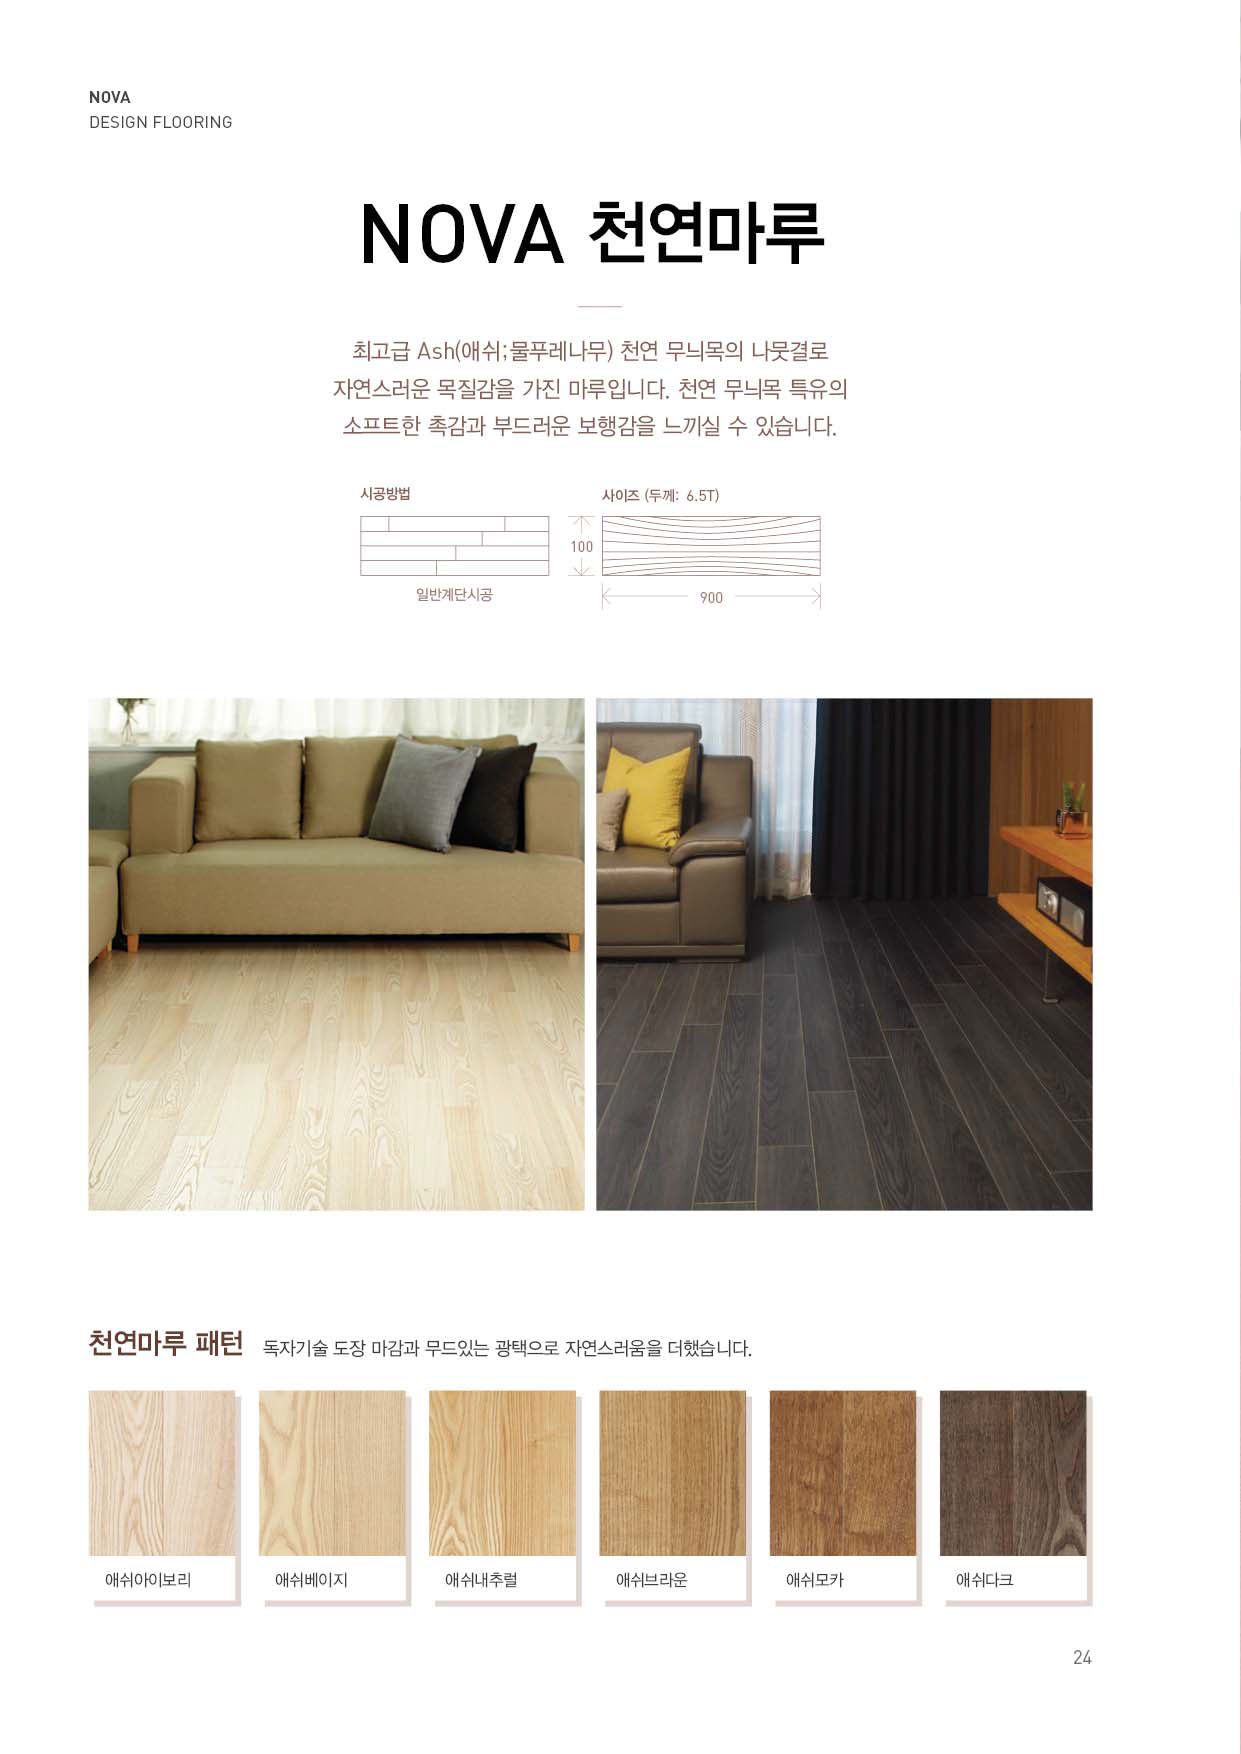 NOVA
DESIGN FLOORING
NOVA 천연마루
최고급 Ash(애쉬;물푸레나무) 천연 무늬목의 나뭇결로
자연스러운 목질감을 가진 마루입니다. 천연 무늬목 특유의
소프트한 촉감과 부드러운 보행감을 느끼실 수 있습니다.
시공방법
일반계단시공
사이즈 (두께: 6.5T)
100
900
천연마루 패턴 독자기술 도장 마감과 무드있는 광택으로 자연스러움을 더했습니다.
애쉬아이보리
애쉬베이지
애쉬내추럴
애쉬브라운
애쉬모카
애쉬다크
24